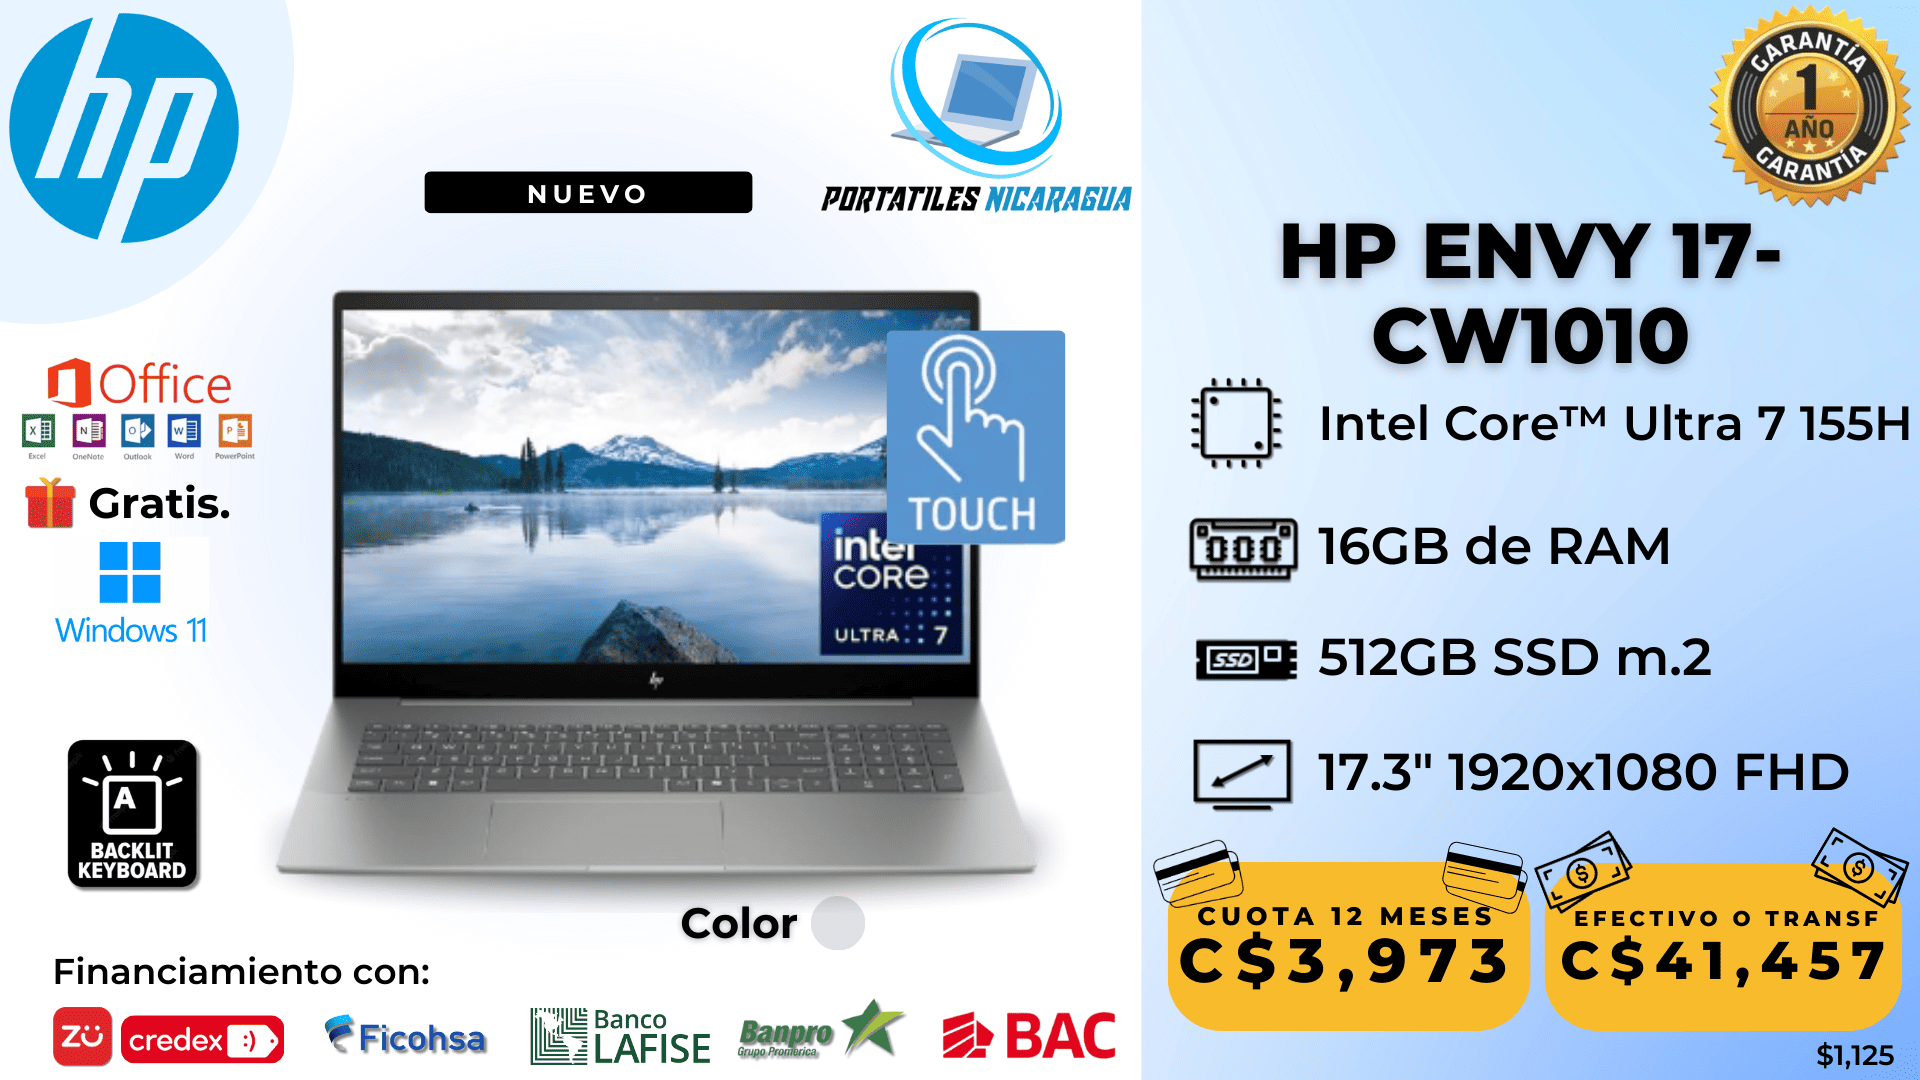 hp
NUEVO
PORTATILES NICARAGUA
GARANTÍA
1
AÑO
GARANTÍA
HP ENVY 17-
CW1010
Intel Core™ Ultra 7 155H
16GB de RAM
SSD
512GB SSD m.2
17.3" 1920x1080 FHD
Office
Excel
OneNote
Outlook
Word
PowerPoint
Gratis.
Windows 11
TOUCH
intel
CORE
ULTRA 7
hp
A
BACKLIT
KEYBOARD
Color
Financiamiento con:
ZU
credex
Ficohsa
Banco
LAFISE
Banpro
Grupo Promerica
BAC
CUOTA 12 MESES
C$3,973
EFECTIVO O TRANSF
C$41,457
$1,125